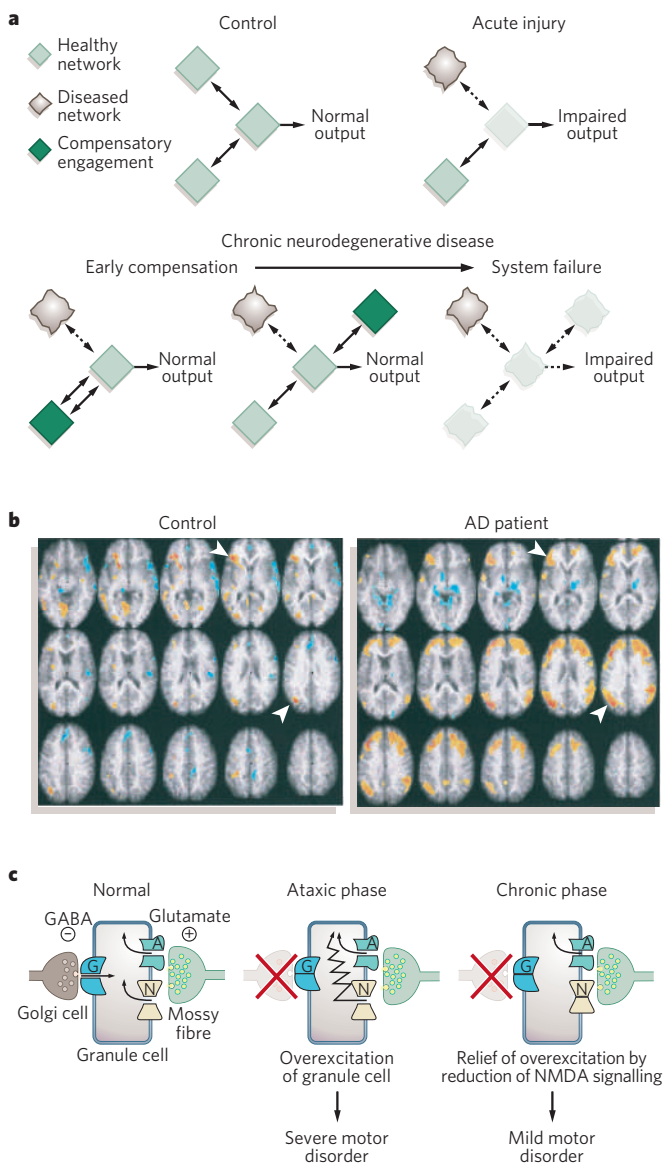 a
Control
Acute injury
Healthy
network
Diseased
network
Compensatory
engagement
Normal
output
Impaired
output
Chronic neurodegenerative disease
Early compensation
System failure
Normal
output
Normal
output
Impaired
output
b
Control
AD patient
c
Normal
Ataxic phase
Chronic phase
GABA
−
Glutamate
+
G
A
N
Golgi cell
Mossy
fibre
Granule cell
G
A
N
Overexcitation
of granule cell
Severe motor
disorder
G
A
N
Relief of overexcitation by
reduction of NMDA signalling
Mild motor
disorder